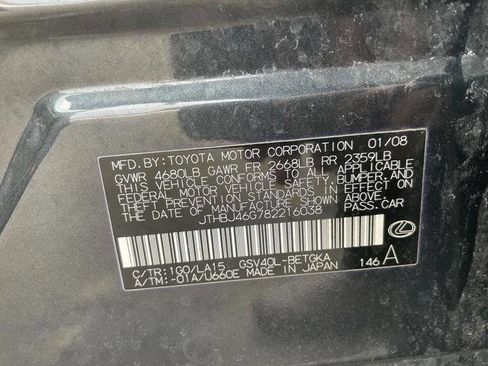 MFD. BY: TOYOTA MOTOR CORPORATION 01/08
GVWR 4680LB GAWR FR 2668LB RR 2359LB
THIS VEHICLE CONFORMS TO ALL APPLICABLE
FEDERAL MOTOR VEHICLE SAFETY, BUMPER, AND
THEFT PREVENTION STANDARDS IN EFFECT ON
THE DATE OF MANUFACTURE SHOWN ABOVE.
JTHBJ46G782216038 PASS.CAR
C/TR:1G0/LA15 GSV40L-BETGKA
A/TM:-01A/U660E MADE IN JAPAN 146A